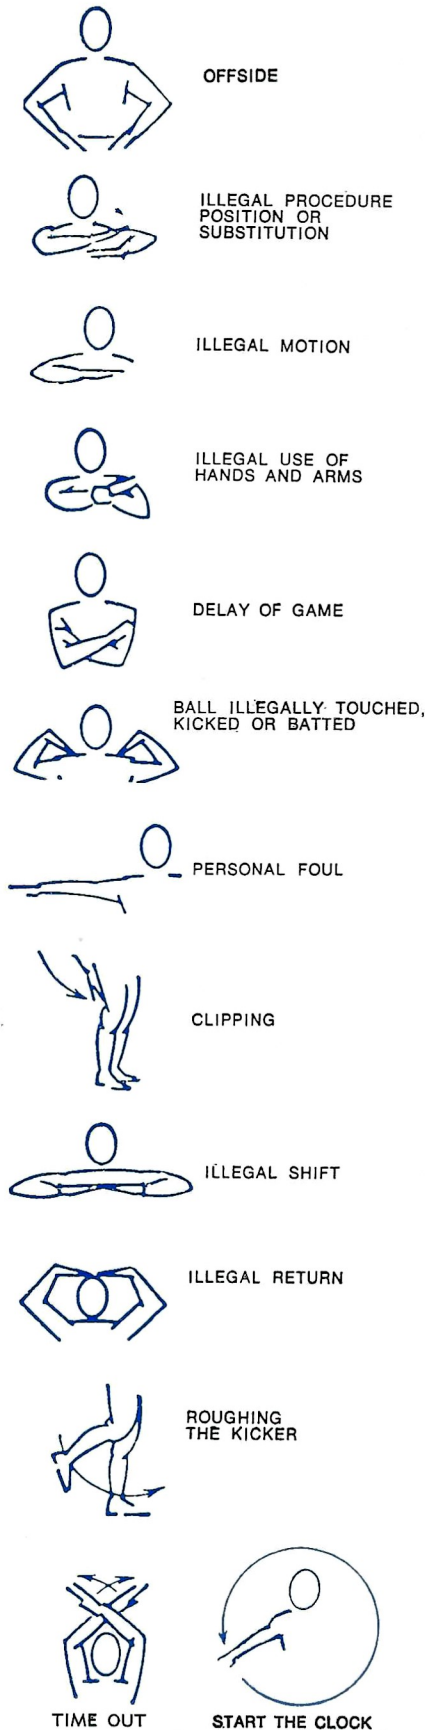 OFFSIDE
ILLEGAL PROCEDURE
POSITION OR
SUBSTITUTION
ILLEGAL MOTION
ILLEGAL USE OF
HANDS AND ARMS
DELAY OF GAME
BALL ILLEGALLY TOUCHED,
KICKED OR BATTED
PERSONAL FOUL
CLIPPING
ILLEGAL SHIFT
ILLEGAL RETURN
ROUGHING
THE KICKER
TIME OUT
START THE CLOCK